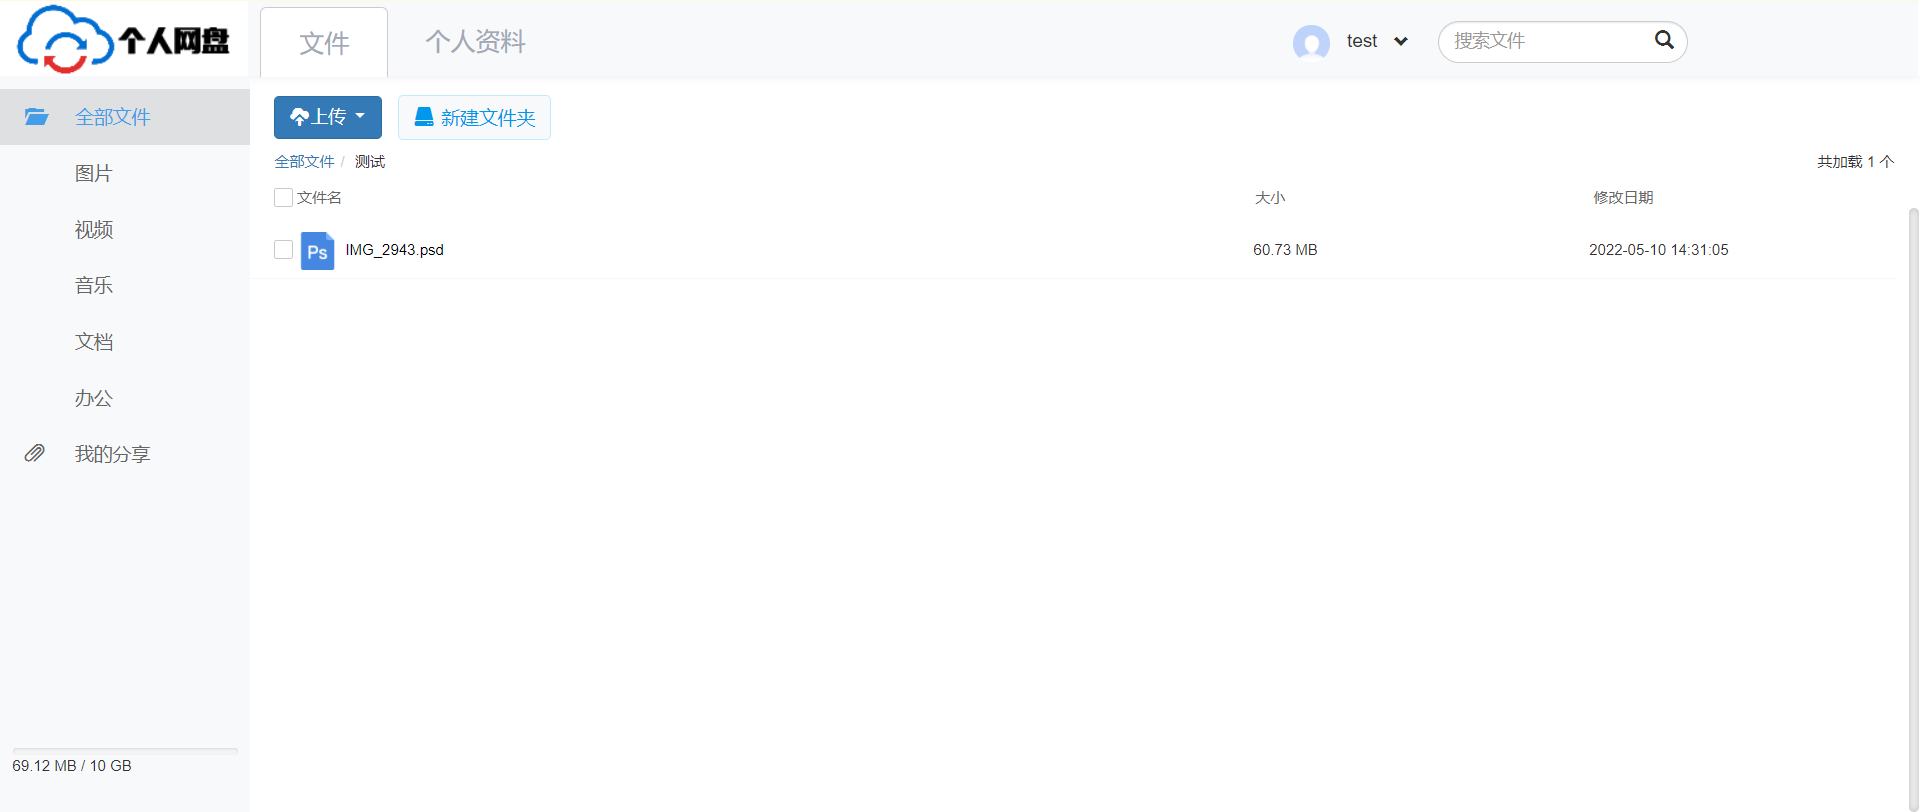 个人网盘
文件
个人资料
test
搜索文件
全部文件
图片
视频
音乐
文档
办公
我的分享
69.12 MB / 10 GB
上传
新建文件夹
全部文件 / 测试
共加载 1 个
文件名 大小 修改日期
Ps IMG_2943.psd 60.73 MB 2022-05-10 14:31:05